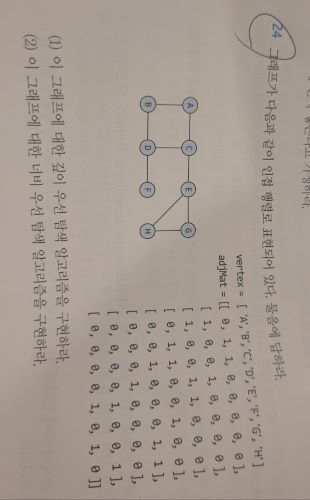 좋는다고 가정하라.
24 그래프가 다음과 같이 인접 행렬로 표현되어 있다. 물음에 답하라.
vertex = [ 'A','B','C','D','E','F','G', 'H']
adjMat = [[ 0, 1, 1, 0, 0, 0, 0, 0 ],
[ 1, 0, 0, 1, 0, 0, 0, 0 ],
[ 1, 0, 0, 1, 1, 0, 0, 0 ],
[ 0, 1, 1, 0, 0, 1, 0, 0 ],
[ 0, 0, 1, 0, 0, 0, 1, 1 ],
[ 0, 0, 0, 1, 0, 0, 0, 0 ],
[ 0, 0, 0, 0, 1, 0, 0, 1 ],
[ 0, 0, 0, 0, 1, 0, 1, 0 ]]
A C E G
B D F H
(1) 이 그래프에 대한 깊이 우선 탐색 알고리즘을 구현하라.
(2) 이 그래프에 대한 너비 우선 탐색 알고리즘을 구현하라.